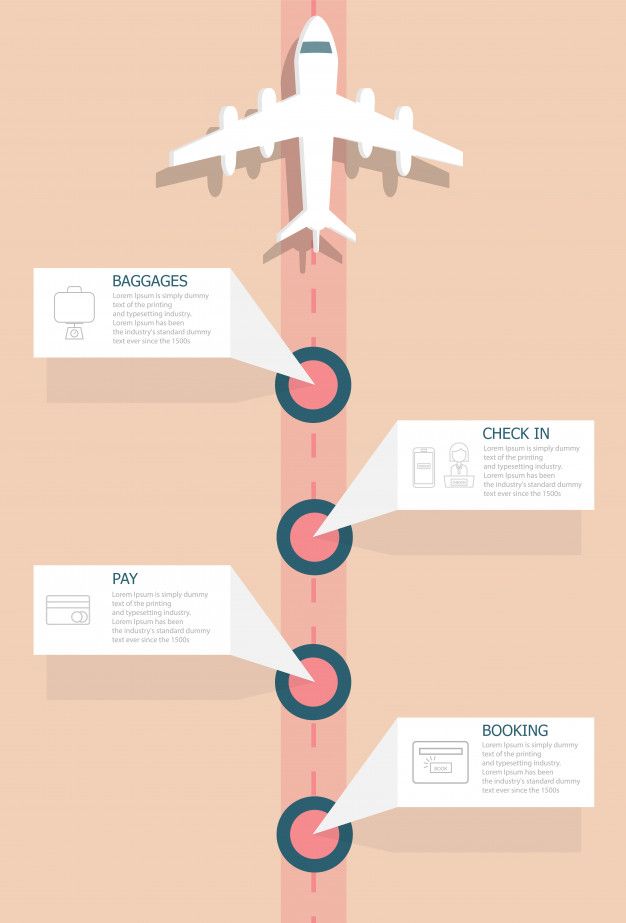 BAGGAGES
Lorem Ipsum is simply dummy
text of the printing
and typesetting industry.
Lorem Ipsum has been
the industry's standard dummy
text ever since the 1500s
CHECK IN
Lorem Ipsum is simply dummy
text of the printing
and typesetting industry.
Lorem Ipsum has been
the industry's standard dummy
text ever since the 1500s
PAY
Lorem Ipsum is simply dummy
text of the printing
and typesetting industry.
Lorem Ipsum has been
the industry's standard dummy
text ever since the 1500s
BOOKING
Lorem Ipsum is simply dummy
text of the printing
and typesetting industry.
Lorem Ipsum has been
the industry's standard dummy
text ever since the 1500s
BOOK